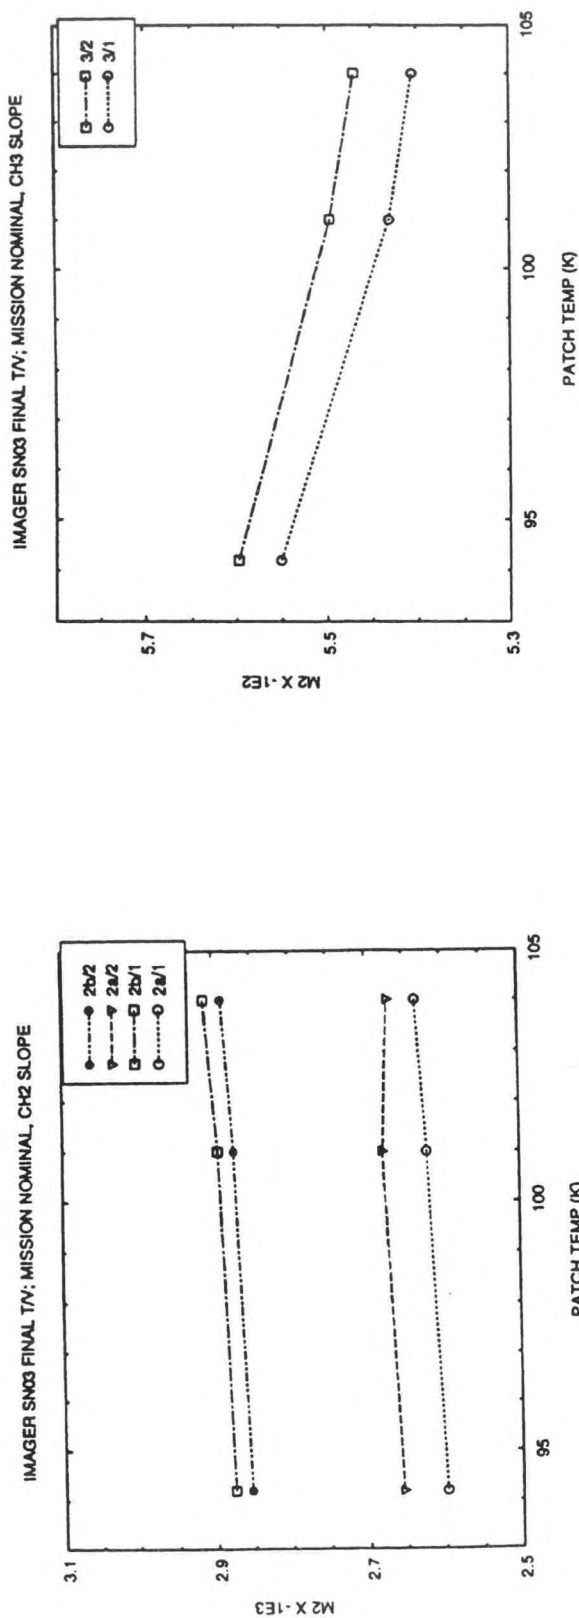 IMAGER SN03 FINAL T/V; MISSION NOMINAL, CH2 SLOPE
2b/2
2a/2
2b/1
2a/1
3.1
2.9
2.7
2.5
M2 X -1E3
95
100
105
PATCH TEMP (K)
IMAGER SN03 FINAL T/V; MISSION NOMINAL, CH3 SLOPE
3/2
3/1
5.7
5.5
5.3
M2 X -1E2
95
100
105
PATCH TEMP (K)